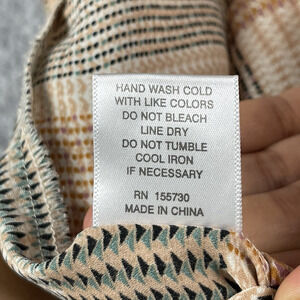 HAND WASH COLD
WITH LIKE COLORS
DO NOT BLEACH
LINE DRY
DO NOT TUMBLE
COOL IRON
IF NECESSARY
RN 155730
MADE IN CHINA